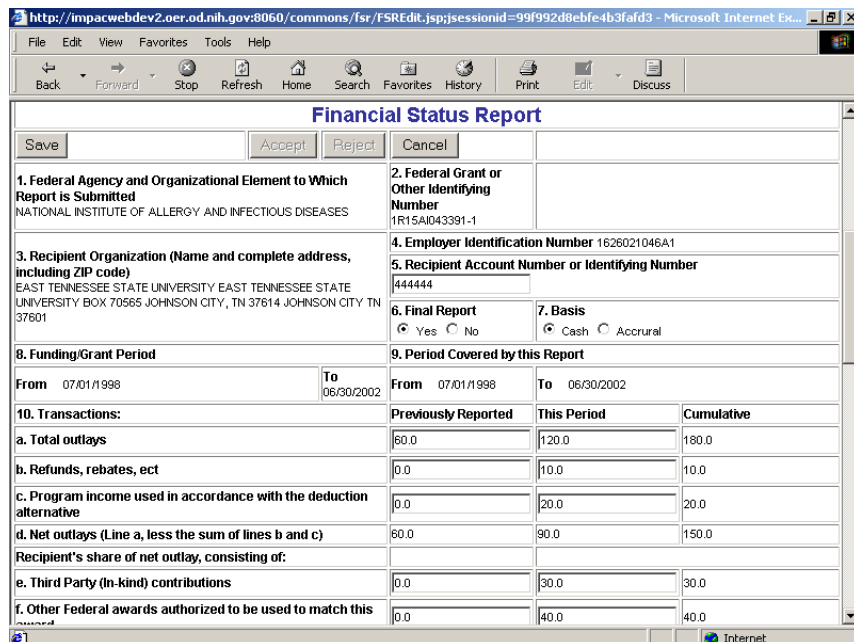 http://impacwebdev2.oer.od.nih.gov:8060/commons/fsr/FSREdit.jsp;jsessionid=99f992d8ebfe4b3fafd3 - Microsoft Internet Ex...
File Edit View Favorites Tools Help
Back Forward Stop Refresh Home Search Favorites History Print Edit Discuss
Financial Status Report
Save Accept Reject Cancel
1. Federal Agency and Organizational Element to Which
Report is Submitted
NATIONAL INSTITUTE OF ALLERGY AND INFECTIOUS DISEASES
2. Federal Grant or
Other Identifying
Number
1R15AI043391-1
3. Recipient Organization (Name and complete address,
including ZIP code)
EAST TENNESSEE STATE UNIVERSITY EAST TENNESSEE STATE
UNIVERSITY BOX 70565 JOHNSON CITY, TN 37614 JOHNSON CITY TN
37601
4. Employer Identification Number 1626021046A1
5. Recipient Account Number or Identifying Number
444444
6. Final Report
Yes No
7. Basis
Cash Accrural
8. Funding/Grant Period
9. Period Covered by this Report
From 07/01/1998
To
06/30/2002
From 07/01/1998
To 06/30/2002
10. Transactions: Previously Reported This Period Cumulative
a. Total outlays 60.0 120.0 180.0
b. Refunds, rebates, ect 0.0 10.0 10.0
c. Program income used in accordance with the deduction
alternative
0.0 20.0 20.0
d. Net outlays (Line a, less the sum of lines b and c) 60.0 90.0 150.0
Recipient's share of net outlay, consisting of:
e. Third Party (In-kind) contributions 0.0 30.0 30.0
f. Other Federal awards authorized to be used to match this
award
0.0 40.0 40.0
Internet